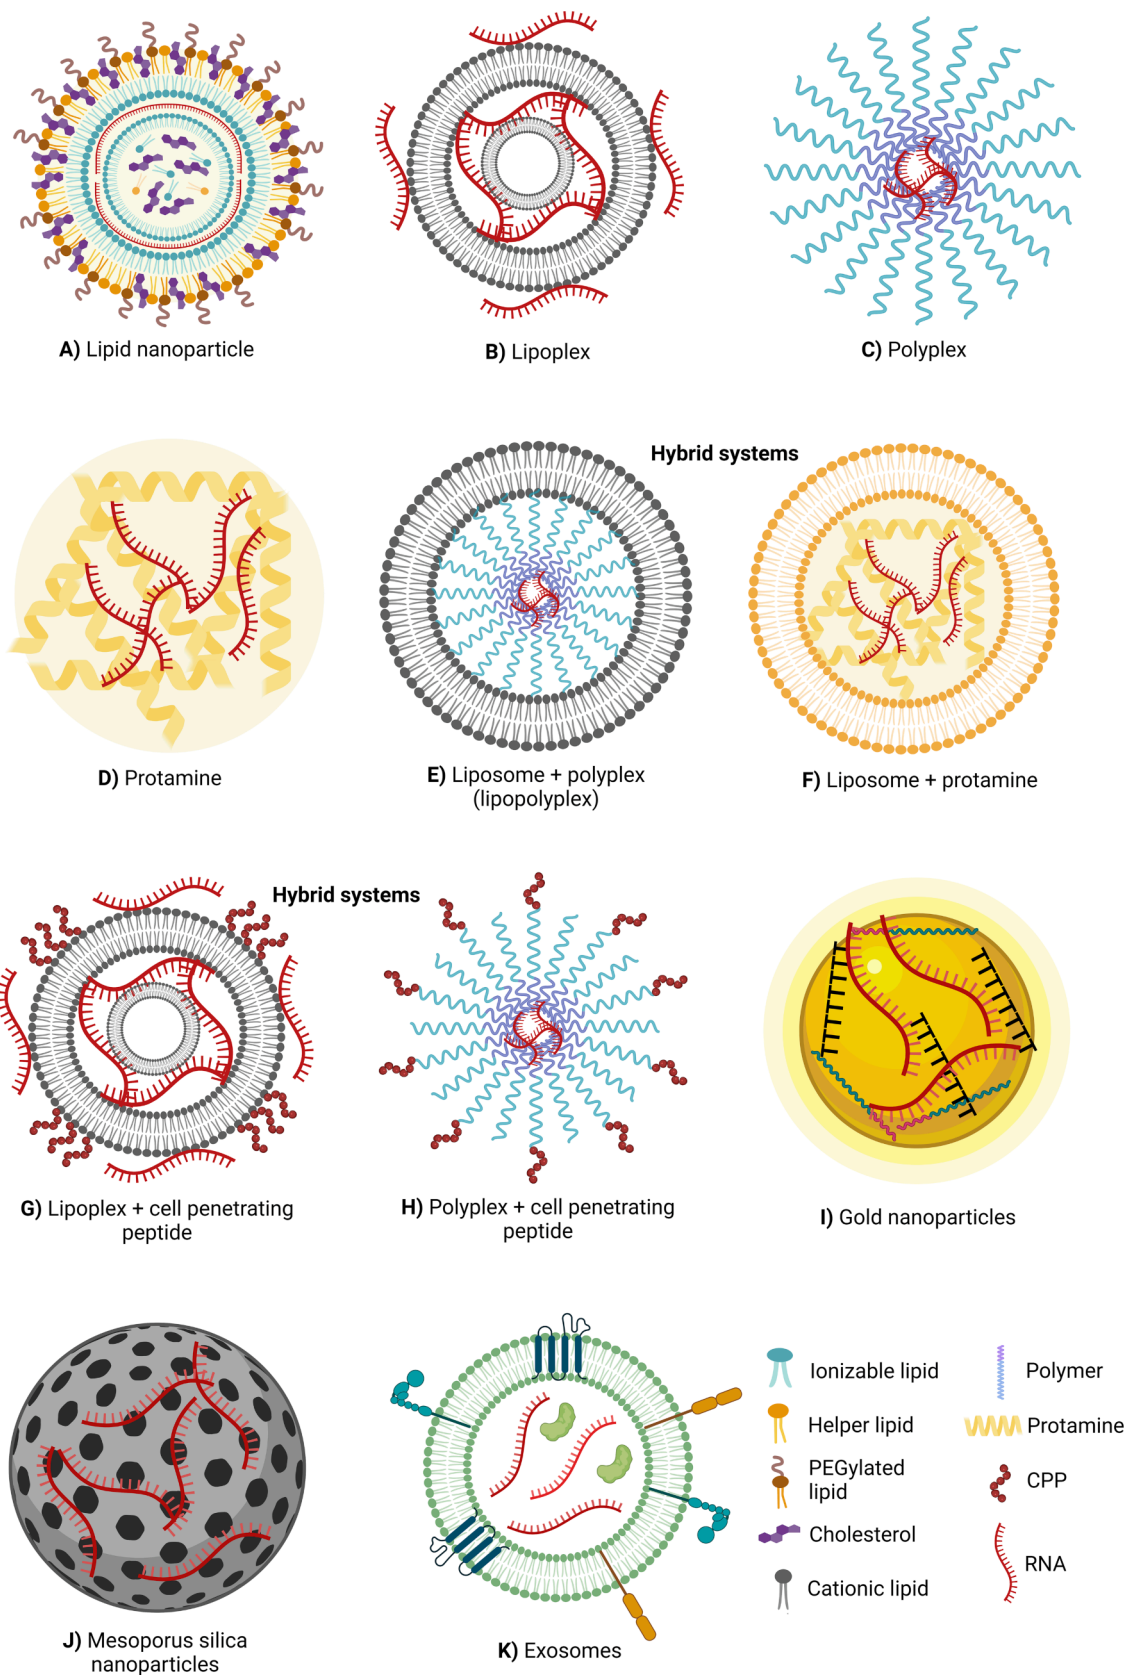 A) Lipid nanoparticle
B) Lipoplex
C) Polyplex
Hybrid systems
D) Protamine
E) Liposome + polyplex
(lipopolyplex)
F) Liposome + protamine
Hybrid systems
G) Lipoplex + cell penetrating
peptide
H) Polyplex + cell penetrating
peptide
I) Gold nanoparticles
J) Mesoporus silica
nanoparticles
K) Exosomes
Ionizable lipid
Helper lipid
PEGylated
lipid
Cholesterol
Cationic lipid
Polymer
Protamine
CPP
RNA